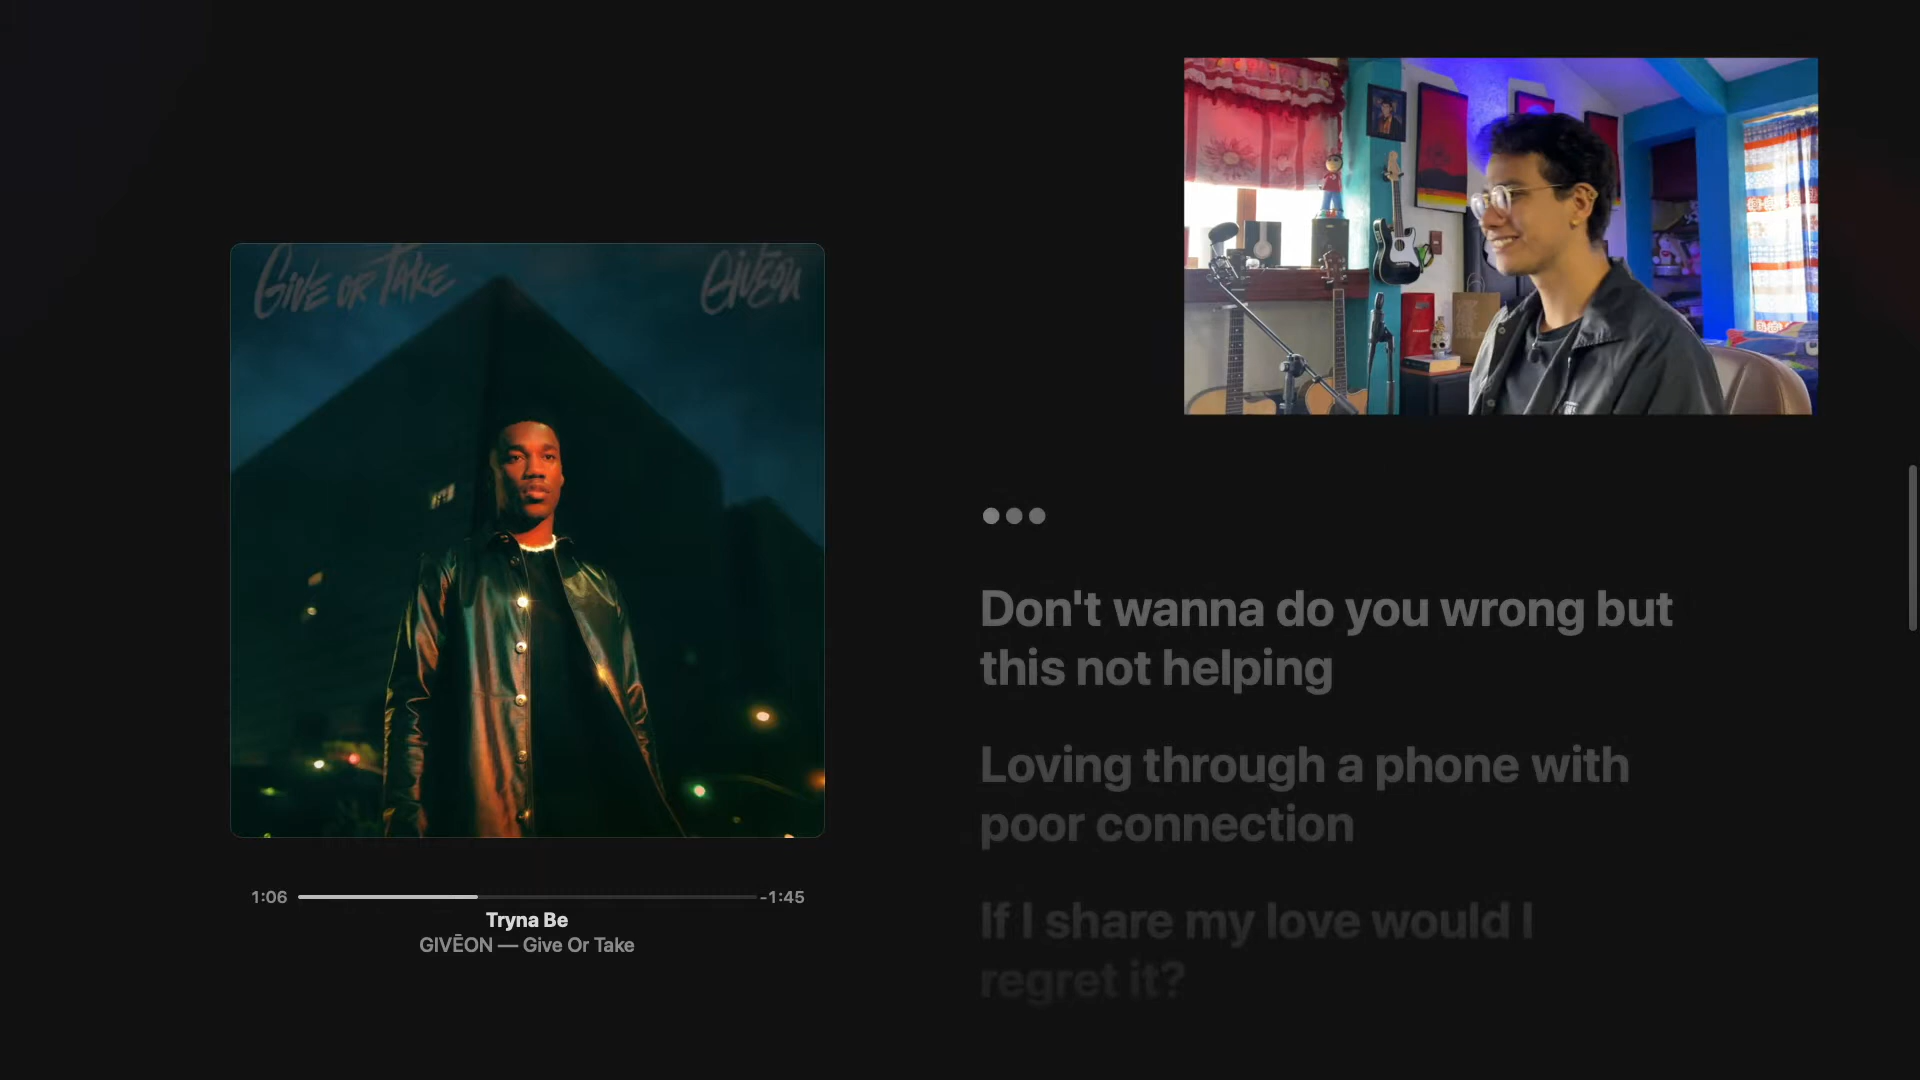 GIVE OR TAKE
GIVĒON
1:06
-1:45
Tryna Be
GIVĒON — Give Or Take
Don't wanna do you wrong but
this not helping
Loving through a phone with
poor connection
If I share my love would I
regret it?